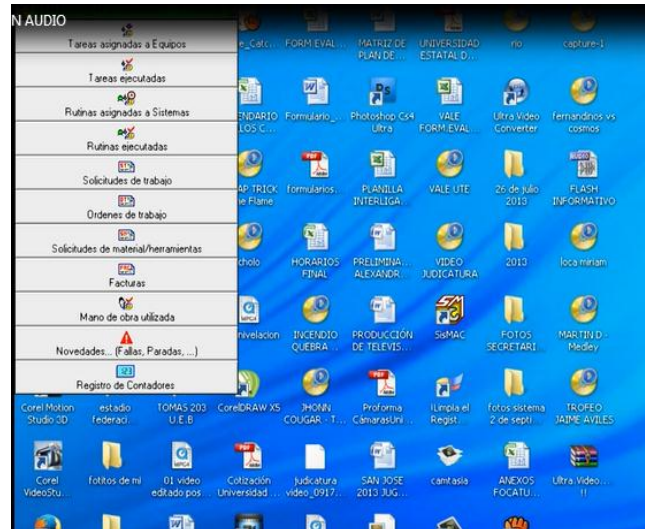 N AUDIO
Tareas asignadas a Equipos
Tareas ejecutadas
Rutinas asignadas a Sistemas
Rutinas ejecutadas
Solicitudes de trabajo
Ordenes de trabajo
Solicitudes de material/herramientas
Facturas
Mano de obra utilizada
Novedades... (Fallas, Paradas, ...)
Registro de Contadores
FORM.EVAL...
MATRIZ DE
PLAN DE...
UNIVERSIDAD
ESTATAL D...
rio
capture-1
Formulario_...
Photoshop Cs4
Ultra
VALE
FORM.EVAL...
Ultra Video
Converter
fernandinos vs
cosmos
formularios.
PLANILLA
INTERLIGA...
VALE UTE
26 de julio
2013
FLASH
INFORMATIVO
cholo
HORARIOS
FINAL
PRELIMINA...
ALEXANDR...
VIDEO
JUDICATURA
2013
loca miriam
nivelacion
INCENDIO
QUEBRA ...
PRODUCCIÓN
DE TELEVIS...
SisMAC
FOTOS
SECRETARI...
MARTIN D -
Medley
Corel Motion
Studio 3D
estadio
federaci...
TOMAS 203
U.E.B
CorelDRAW X5
JHONN
COUGAR - T...
Proforma
CámarasUni...
Limpia el
Regist...
fotos sistema
2 de septi...
TROFEO
JAIME AVILES
Corel
VideoStu...
fotitos de mi
01 video
editado pos...
Cotización
Universidad ...
judicatura
video_0917...
SAN JOSE
2013 JUG...
camtasia
ANEXOS
FOCATU...
Ultra.Video...
!!